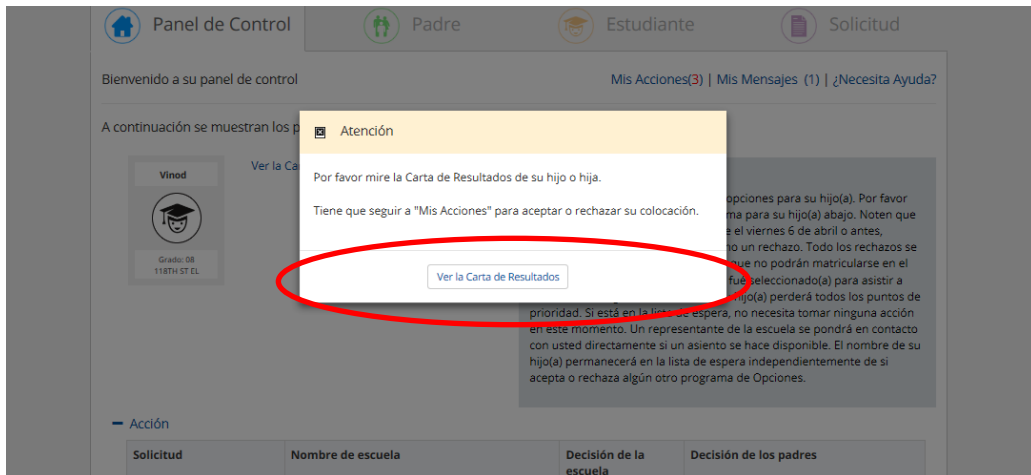 Panel de Control
Padre
Estudiante
Solicitud
Bienvenido a su panel de control
Mis Acciones(3) | Mis Mensajes (1) | ¿Necesita Ayuda?
A continuación se muestran los p
Atención
Por favor mire la Carta de Resultados de su hijo o hija.
Tiene que seguir a "Mis Acciones" para aceptar o rechazar su colocación.
Ver la Carta de Resultados
Vinod
Grado: 08
118TH ST EL
Ver la Ca
opciones para su hijo(a). Por favor
ma para su hijo(a) abajo. Noten que
e el viernes 6 de abril o antes,
no un rechazo. Todo los rechazos se
que no podrán matricularse en el
fue seleccionado(a) para asistir a
hijo(a) perderá todos los puntos de
prioridad. Si está en la lista de espera, no necesita tomar ninguna acción
en este momento. Un representante de la escuela se pondrá en contacto
con usted directamente si un asiento se hace disponible. El nombre de su
hijo(a) permanecerá en la lista de espera independientemente de si
acepta o rechaza algún otro programa de Opciones.
Acción
Solicitud
Nombre de escuela
Decisión de la
escuela
Decisión de los padres